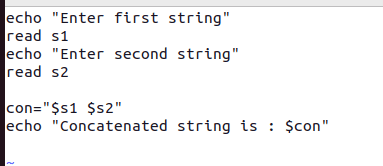 echo "Enter first string"
read s1
echo "Enter second string"
read s2

con="$s1 $s2"
echo "Concatenated string is : $con"

~